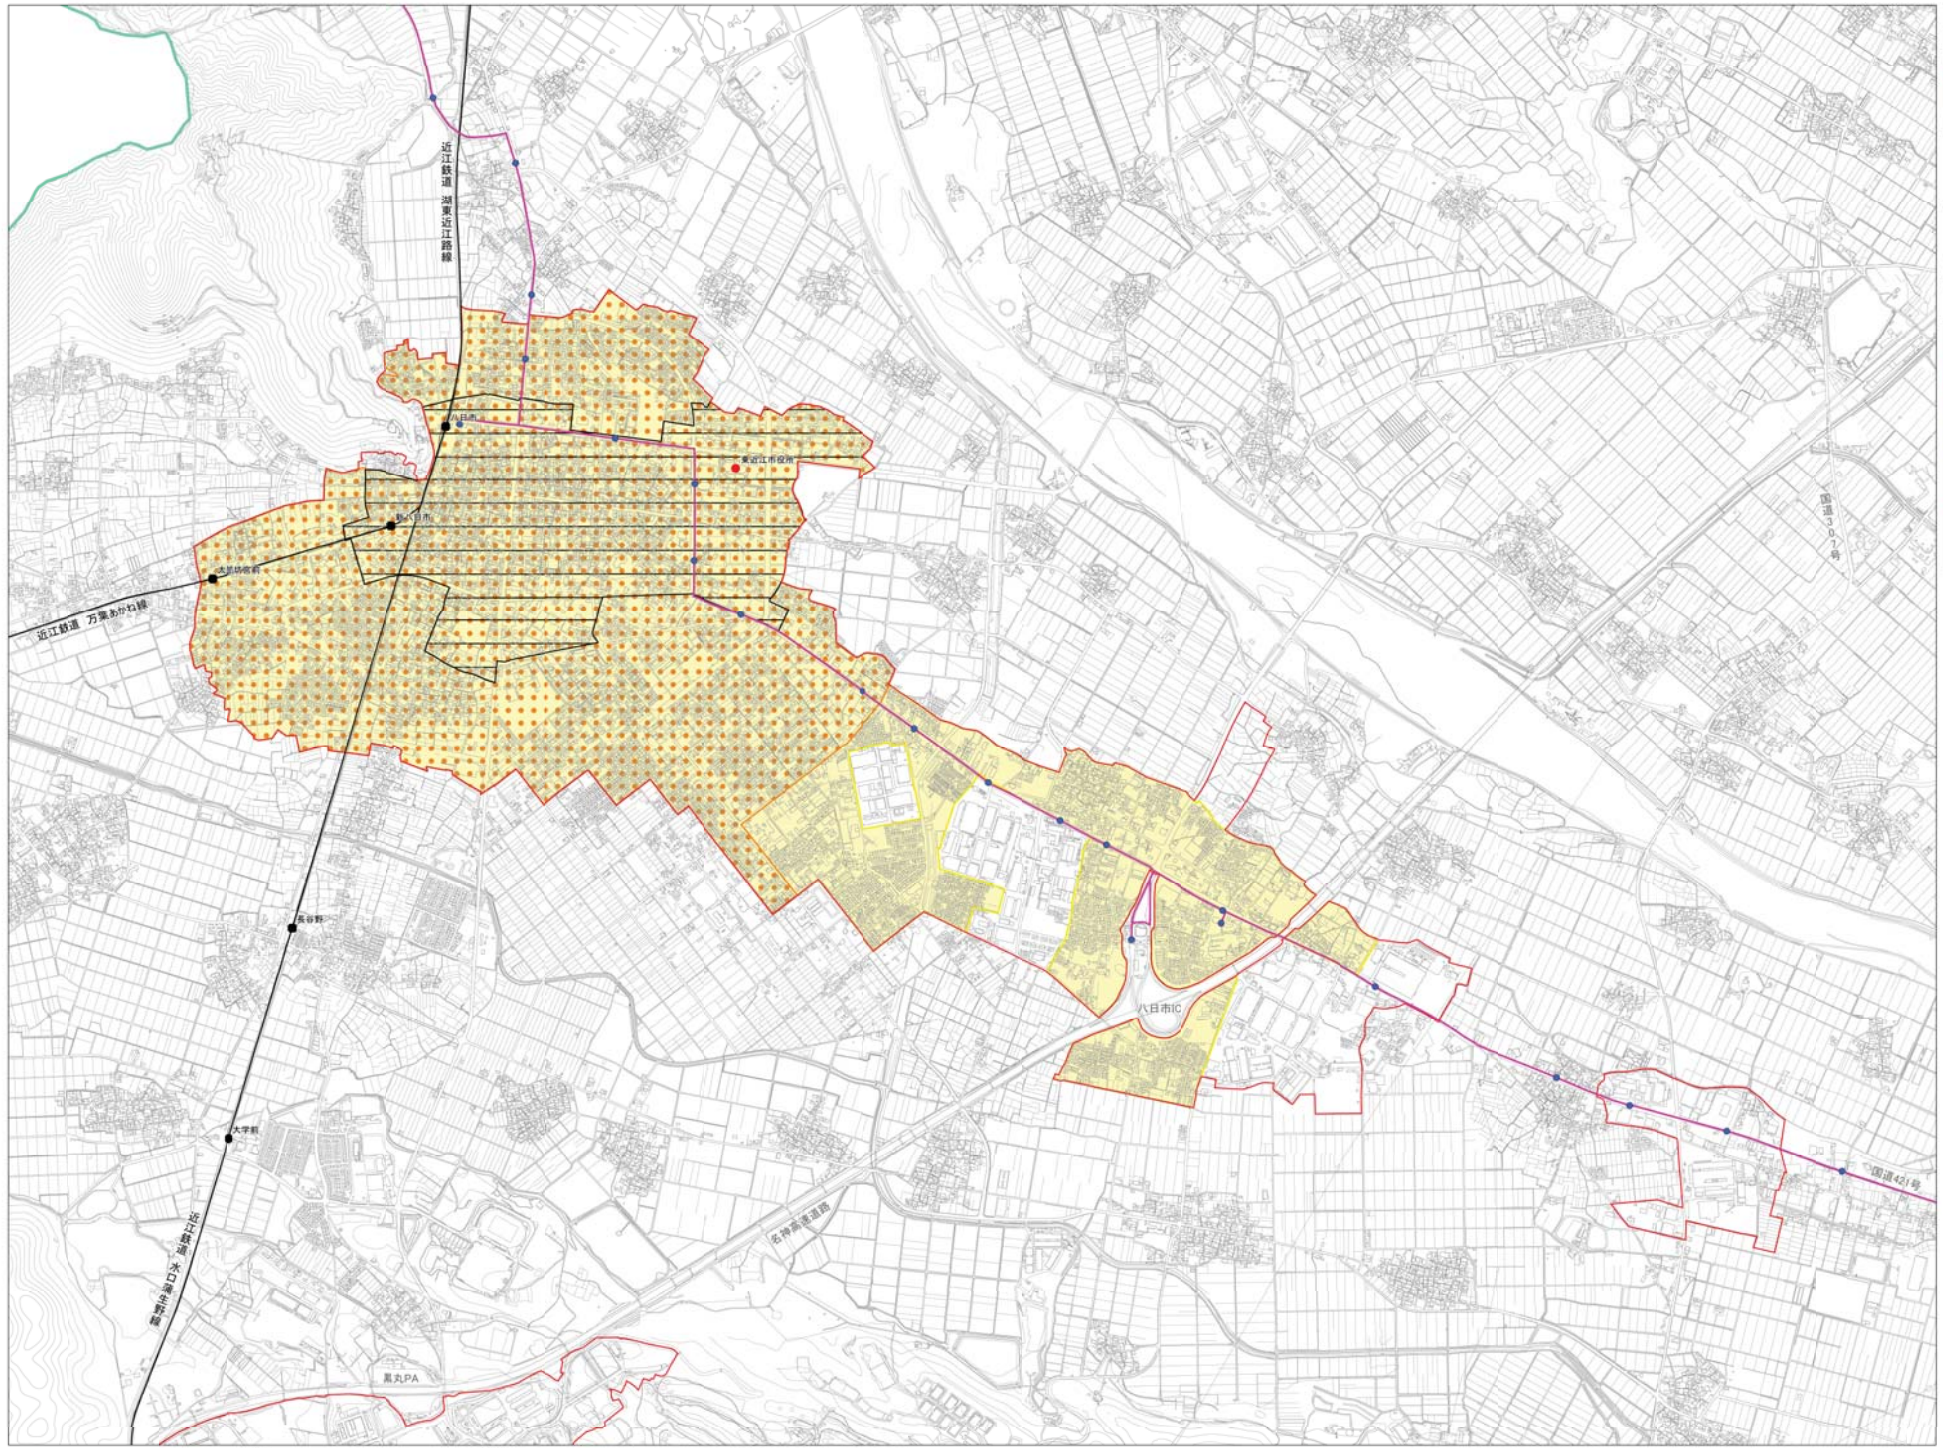 近江鉄道 湖東近江路線
八日市
東近江市役所
新八日市
太郎坊宮前
近江鉄道 万葉あかね線
国道307号
長谷野
八日市IC
大学前
国道421号
名神高速道路
近江鉄道 水口蒲生野線
黒丸PA